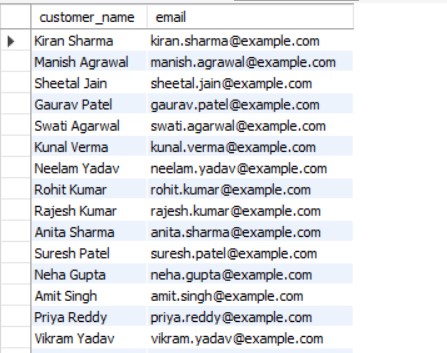 customer_name email
Kiran Sharma kiran.sharma@example.com
Manish Agrawal manish.agrawal@example.com
Sheetal Jain sheetal.jain@example.com
Gaurav Patel gaurav.patel@example.com
Swati Agarwal swati.agarwal@example.com
Kunal Verma kunal.verma@example.com
Neelam Yadav neelam.yadav@example.com
Rohit Kumar rohit.kumar@example.com
Rajesh Kumar rajesh.kumar@example.com
Anita Sharma anita.sharma@example.com
Suresh Patel suresh.patel@example.com
Neha Gupta neha.gupta@example.com
Amit Singh amit.singh@example.com
Priya Reddy priya.reddy@example.com
Vikram Yadav vikram.yadav@example.com